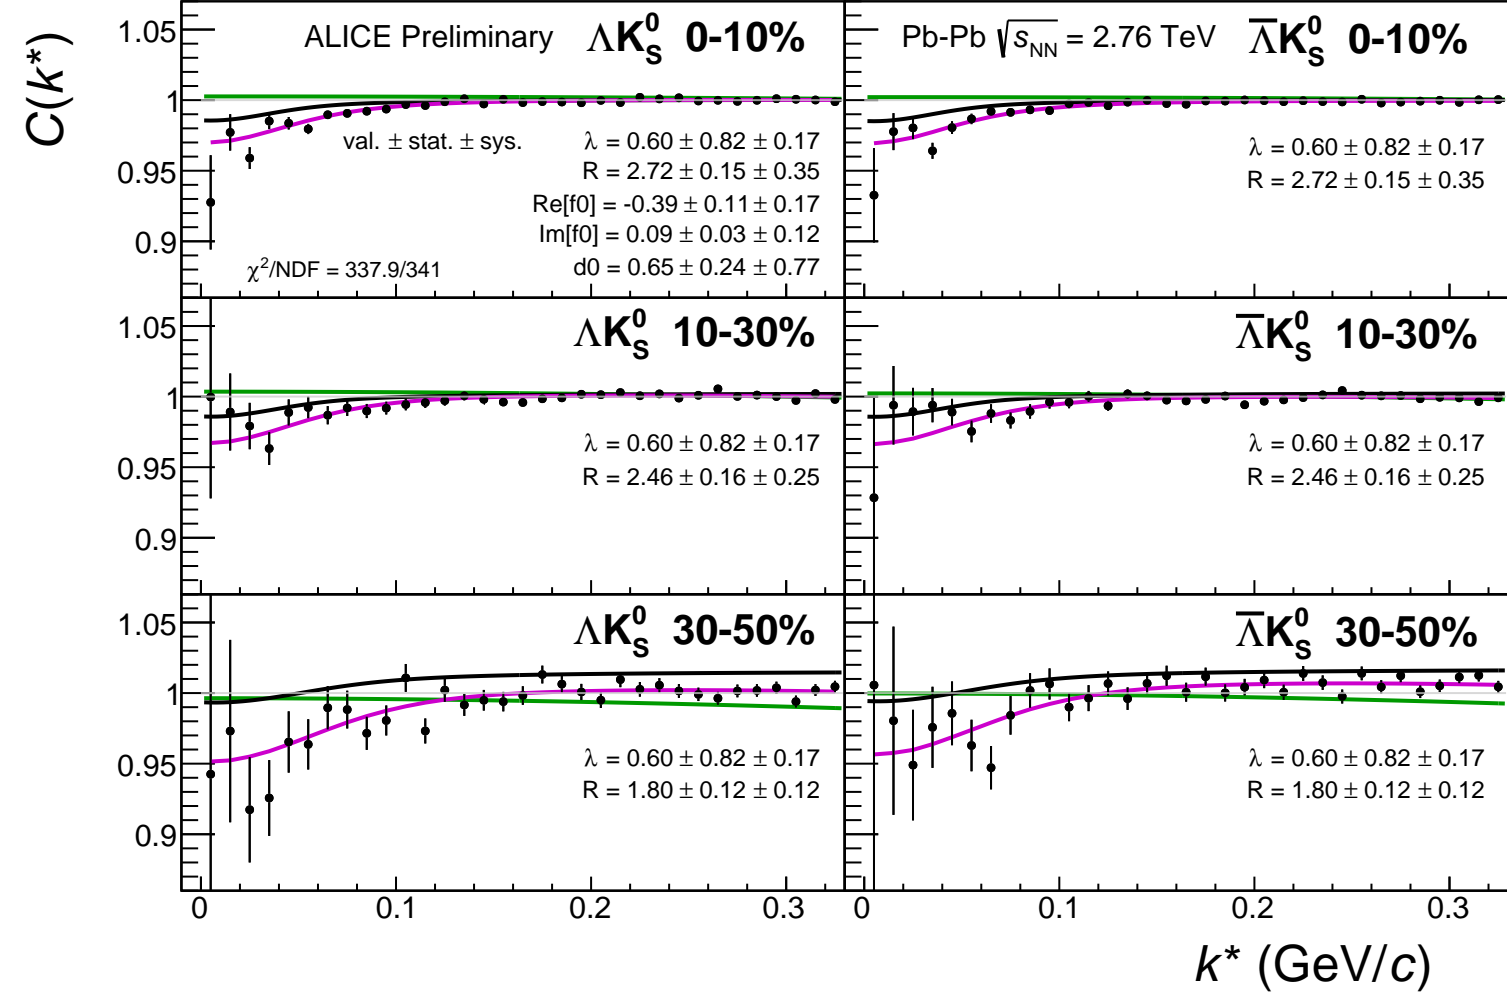 C(k*)
ALICE Preliminary ΛK⁰S 0-10%
val. ± stat. ± sys.
λ = 0.60 ± 0.82 ± 0.17
R = 2.72 ± 0.15 ± 0.35
Re[f0] = -0.39 ± 0.11 ± 0.17
Im[f0] = 0.09 ± 0.03 ± 0.12
d0 = 0.65 ± 0.24 ± 0.77
χ²/NDF = 337.9/341
1.05
1
0.95
0.9
Pb-Pb √sNN = 2.76 TeV Λ̅K⁰S 0-10%
λ = 0.60 ± 0.82 ± 0.17
R = 2.72 ± 0.15 ± 0.35
ΛK⁰S 10-30%
λ = 0.60 ± 0.82 ± 0.17
R = 2.46 ± 0.16 ± 0.25
1.05
1
0.95
0.9
Λ̅K⁰S 10-30%
λ = 0.60 ± 0.82 ± 0.17
R = 2.46 ± 0.16 ± 0.25
ΛK⁰S 30-50%
λ = 0.60 ± 0.82 ± 0.17
R = 1.80 ± 0.12 ± 0.12
1.05
1
0.95
0.9
Λ̅K⁰S 30-50%
λ = 0.60 ± 0.82 ± 0.17
R = 1.80 ± 0.12 ± 0.12
0 0.1 0.2 0.3
0 0.1 0.2 0.3
k* (GeV/c)